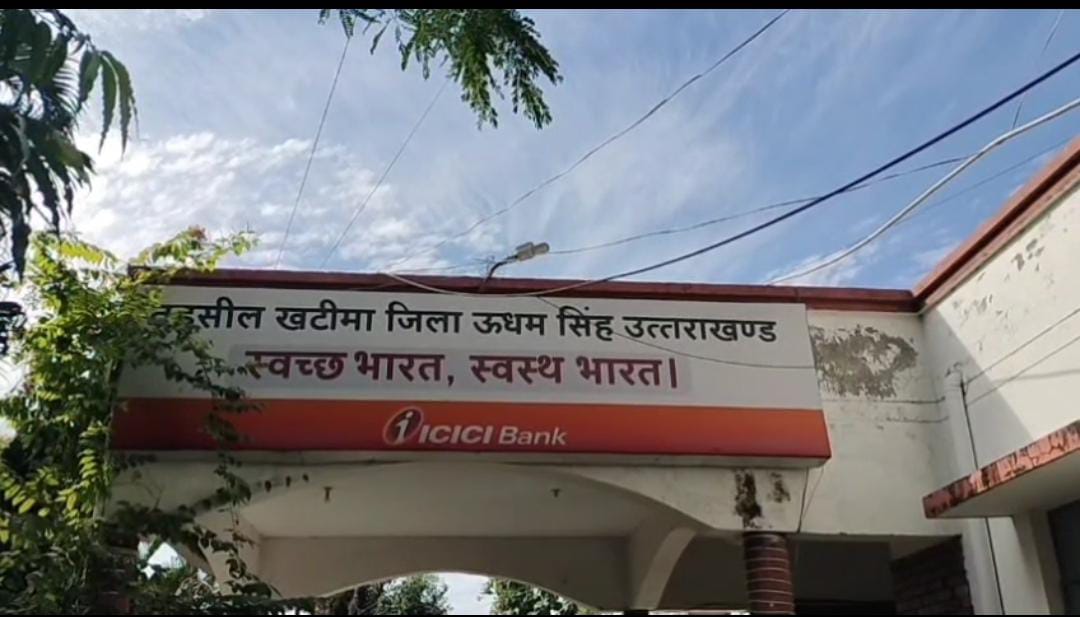 तहसील खटीमा जिला ऊधम सिंह उत्तराखण्ड
स्वच्छ भारत, स्वस्थ भारत।
ICICI Bank